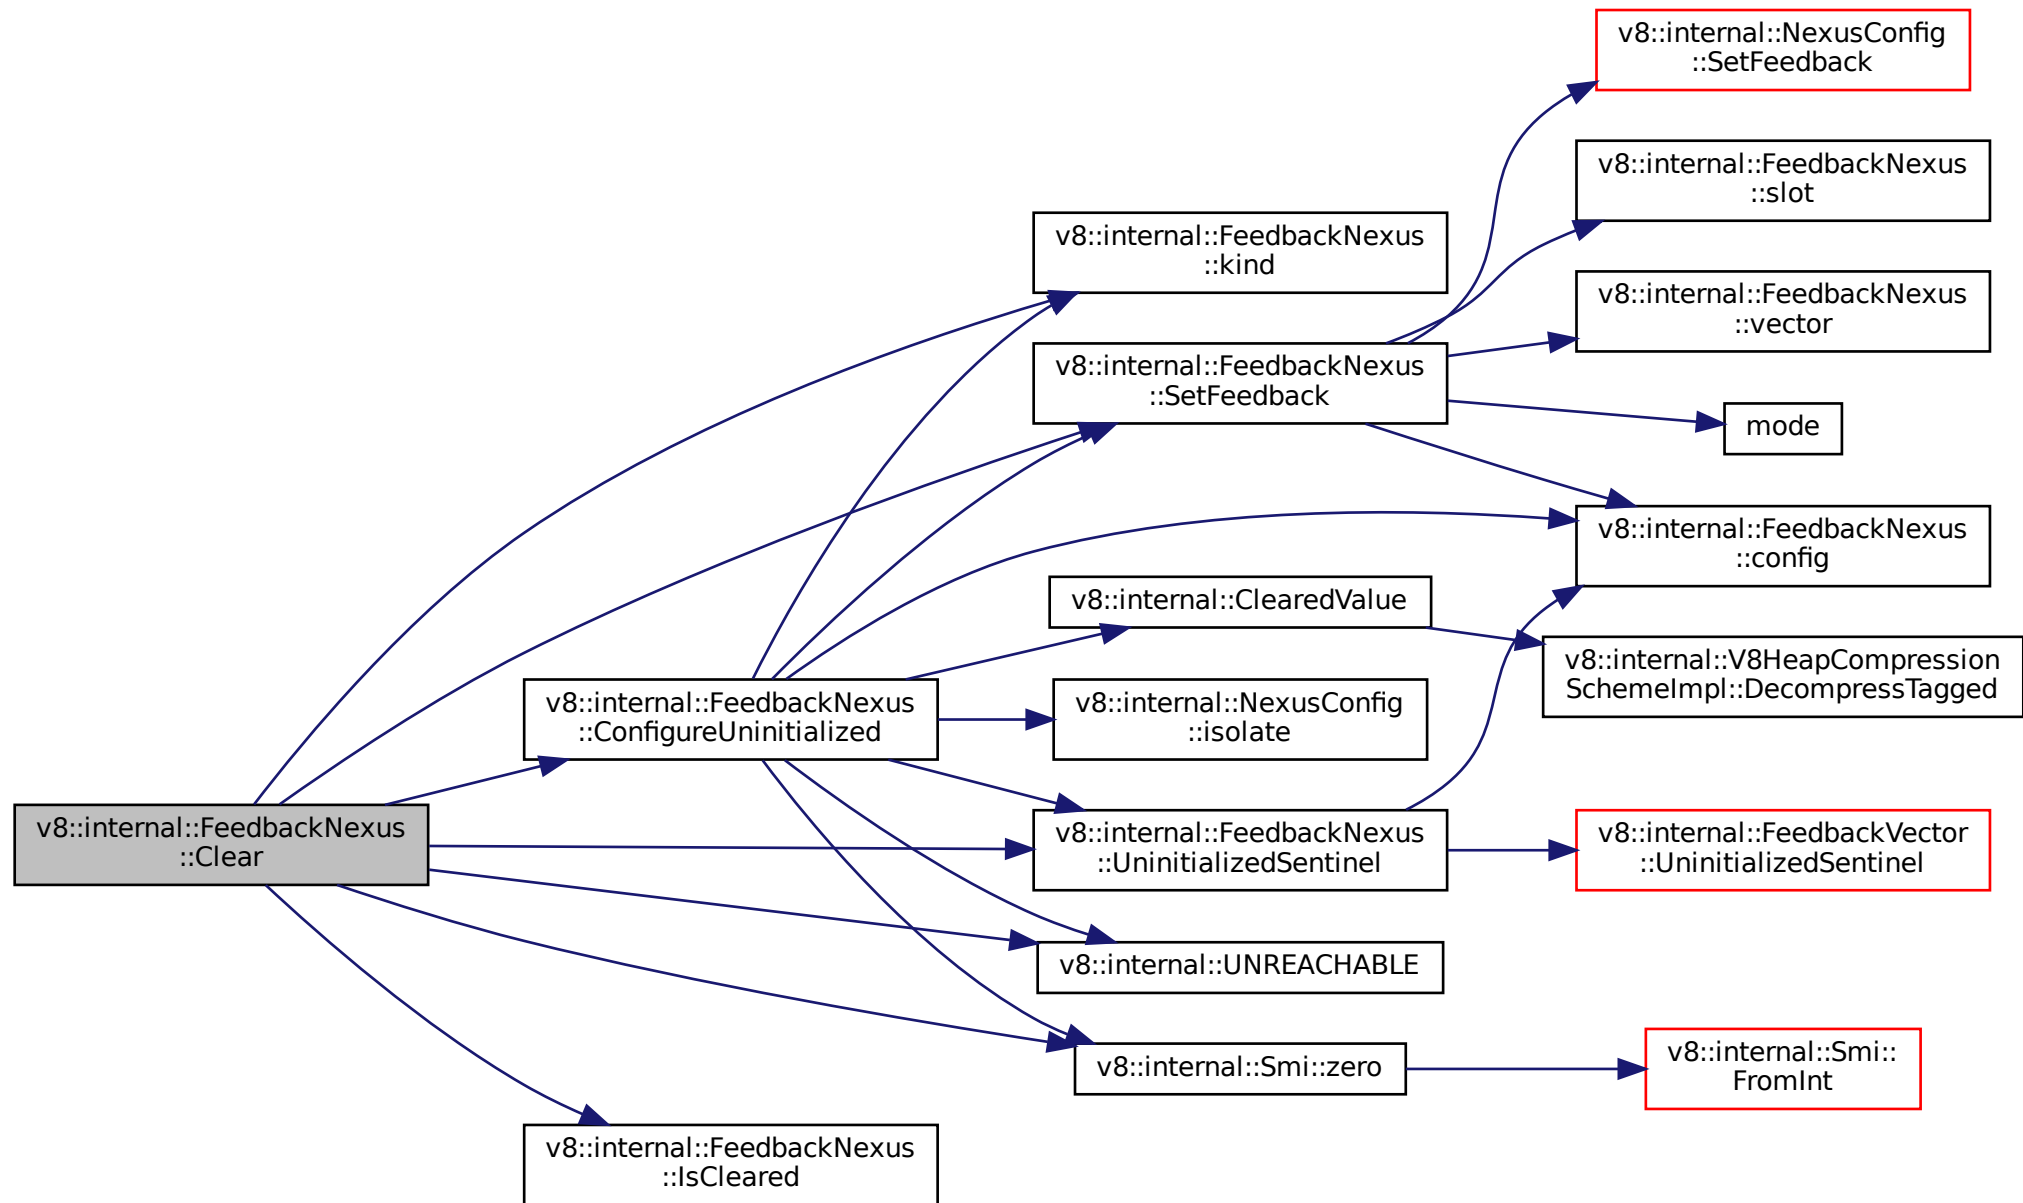 v8::internal::NexusConfig
::SetFeedback
v8::internal::FeedbackNexus
::slot
v8::internal::FeedbackNexus
::kind
v8::internal::FeedbackNexus
::vector
v8::internal::FeedbackNexus
::SetFeedback
mode
v8::internal::FeedbackNexus
::config
v8::internal::ClearedValue
v8::internal::V8HeapCompression
SchemeImpl::DecompressTagged
v8::internal::FeedbackNexus
::ConfigureUninitialized
v8::internal::NexusConfig
::isolate
v8::internal::FeedbackNexus
::Clear
v8::internal::FeedbackNexus
::UninitializedSentinel
v8::internal::FeedbackVector
::UninitializedSentinel
v8::internal::UNREACHABLE
v8::internal::Smi::zero
v8::internal::Smi::
FromInt
v8::internal::FeedbackNexus
::IsCleared